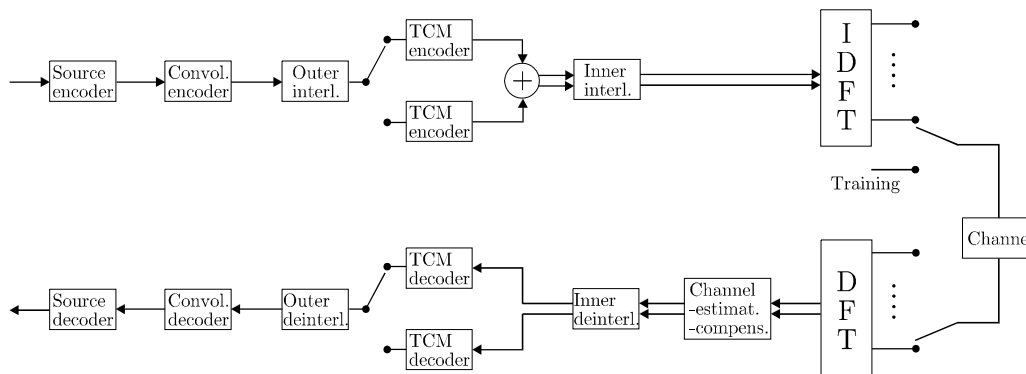 Source
encoder
Convol.
encoder
Outer
interl.
TCM
encoder
TCM
encoder
+
Inner
interl.
I
D
F
T
Training
Channel
Source
decoder
Convol.
decoder
Outer
deinterl.
TCM
decoder
TCM
decoder
Inner
deinterl.
Channel
-estimat.
-compens.
D
F
T